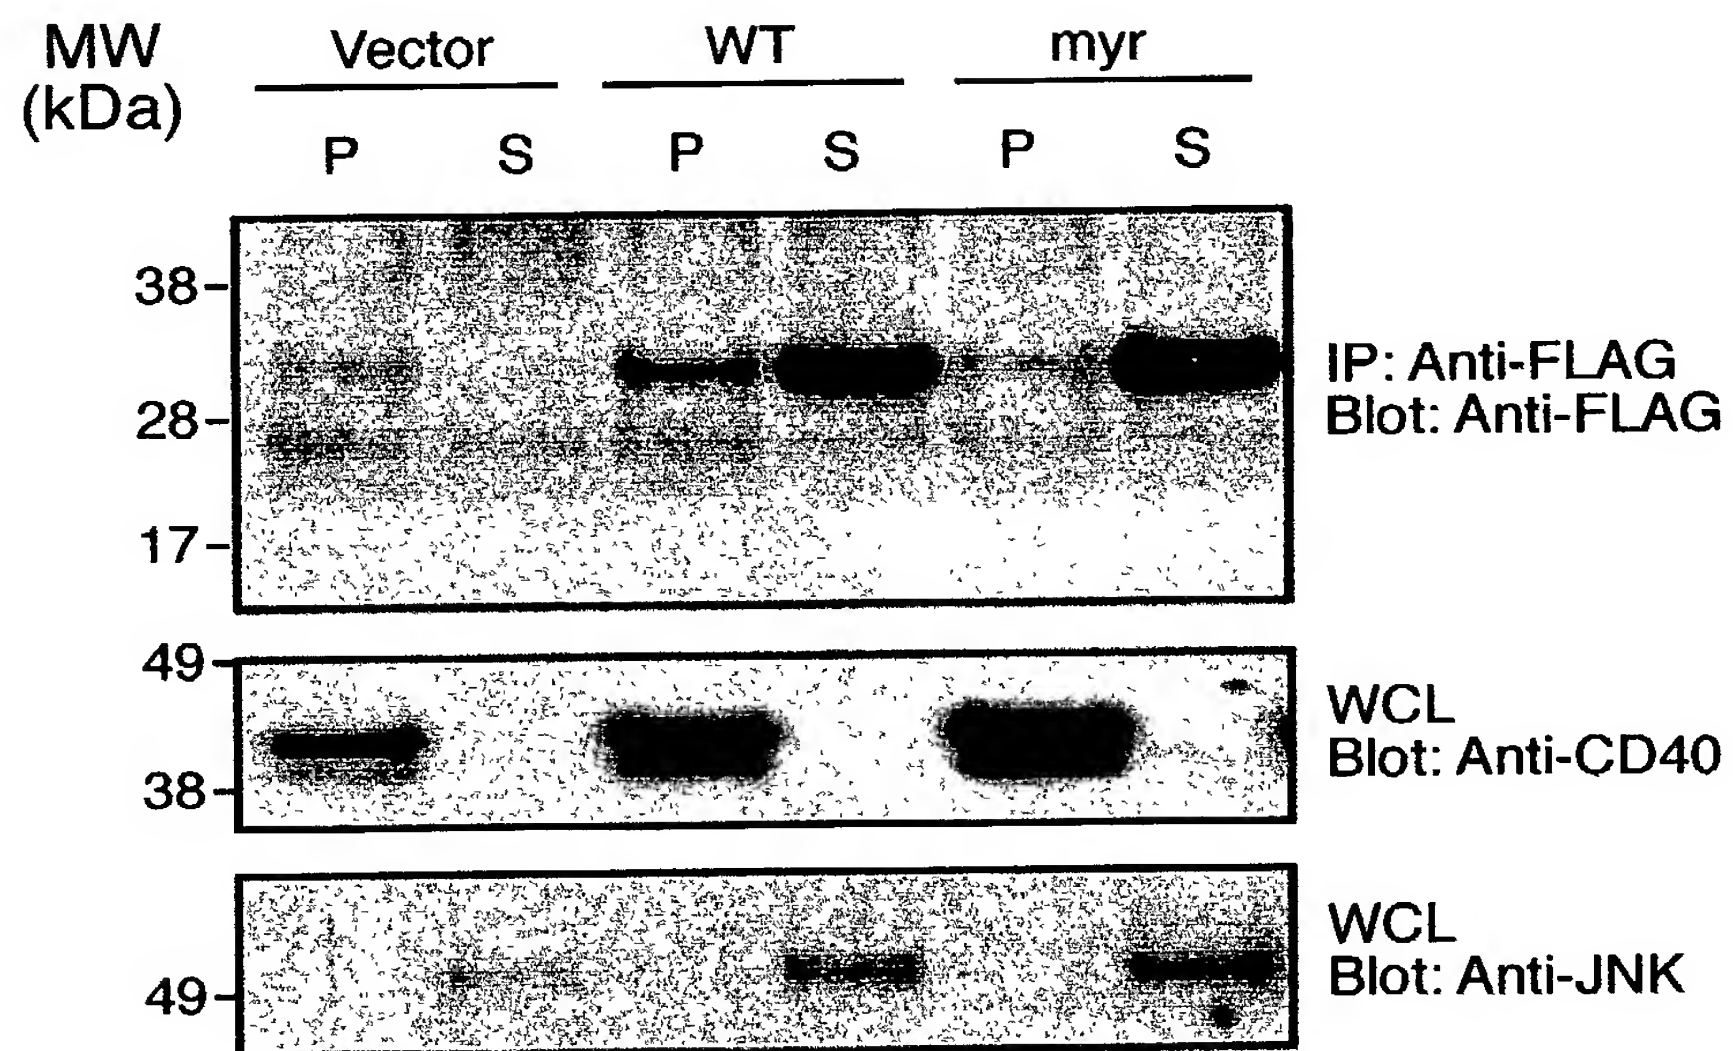 MW
(kDa)
Vector WT myr
P S P S P S
38
28
17
IP: Anti-FLAG
Blot: Anti-FLAG
49
38
WCL
Blot: Anti-CD40
49
WCL
Blot: Anti-JNK